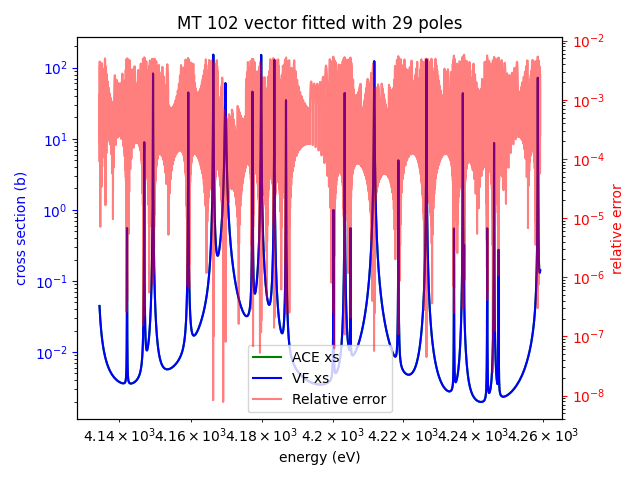 MT 102 vector fitted with 29 poles
10²
10¹
10⁰
10⁻¹
10⁻²
cross section (b)
10⁻²
10⁻³
10⁻⁴
10⁻⁵
10⁻⁶
10⁻⁷
10⁻⁸
relative error
ACE xs
VF xs
Relative error
4.14 × 10³ 4.16 × 10³ 4.18 × 10³ 4.2 × 10³ 4.22 × 10³ 4.24 × 10³ 4.26 × 10³
energy (eV)